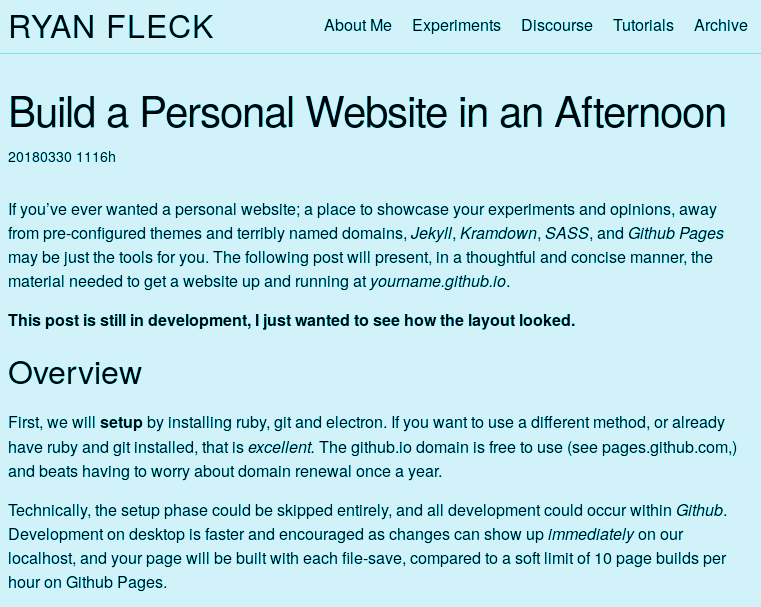 RYAN FLECK
About Me Experiments Discourse Tutorials Archive
Build a Personal Website in an Afternoon
20180330 1116h
If you’ve ever wanted a personal website; a place to showcase your experiments and opinions, away
from pre-configured themes and terribly named domains, Jekyll, Kramdown, SASS, and Github Pages
may be just the tools for you. The following post will present, in a thoughtful and concise manner, the
material needed to get a website up and running at yourname.github.io.
This post is still in development, I just wanted to see how the layout looked.
Overview
First, we will setup by installing ruby, git and electron. If you want to use a different method, or already
have ruby and git installed, that is excellent. The github.io domain is free to use (see pages.github.com,)
and beats having to worry about domain renewal once a year.
Technically, the setup phase could be skipped entirely, and all development could occur within Github.
Development on desktop is faster and encouraged as changes can show up immediately on our
localhost, and your page will be built with each file-save, compared to a soft limit of 10 page builds per
hour on Github Pages.